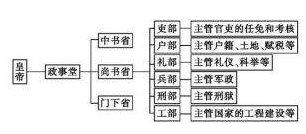 皇帝
政事堂
中书省
尚书省
门下省
吏部
主管官吏的任免和考核
户部
主管户籍、土地、赋税等
礼部
主管礼仪、科举等
兵部
主管军政
刑部
主管刑狱
工部
主管国家的工程建设等